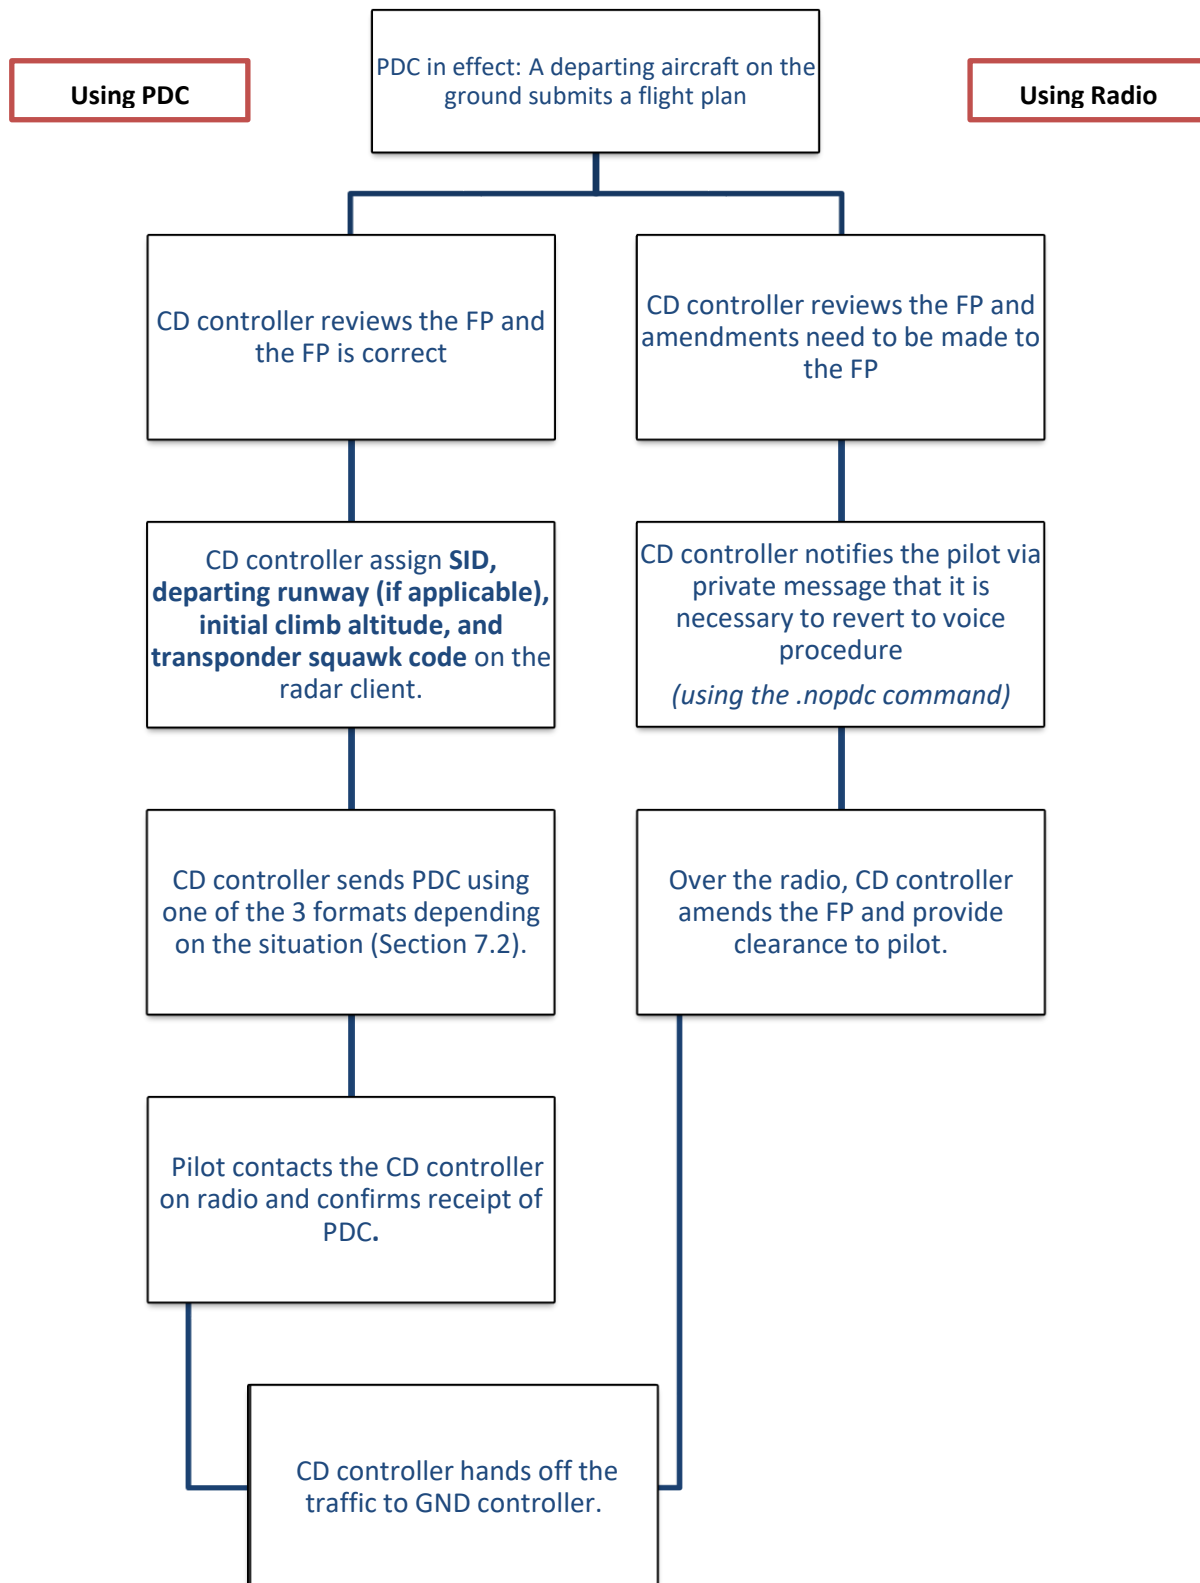 PDC in effect: A departing aircraft on the
ground submits a flight plan
Using PDC
Using Radio
CD controller reviews the FP and
the FP is correct
CD controller reviews the FP and
amendments need to be made to
the FP
CD controller assign SID,
departing runway (if applicable),
initial climb altitude, and
transponder squawk code on the
radar client.
CD controller notifies the pilot via
private message that it is
necessary to revert to voice
procedure
(using the .nopdc command)
CD controller sends PDC using
one of the 3 formats depending
on the situation (Section 7.2).
Over the radio, CD controller
amends the FP and provide
clearance to pilot.
Pilot contacts the CD controller
on radio and confirms receipt of
PDC.
CD controller hands off the
traffic to GND controller.